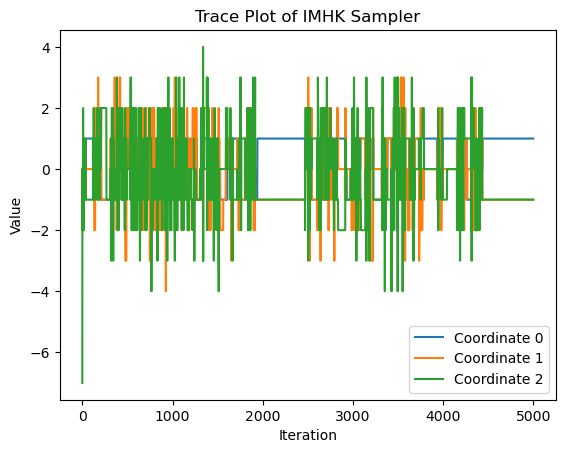 Trace Plot of IMHK Sampler
4
2
0
−2
−4
−6
Value
0
1000
2000
3000
4000
5000
Iteration
Coordinate 0
Coordinate 1
Coordinate 2